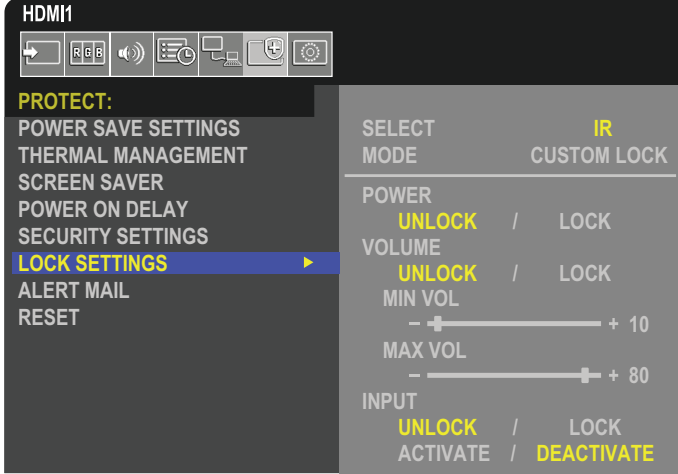 HDMI1
RGB
PROTECT:
POWER SAVE SETTINGS
THERMAL MANAGEMENT
SCREEN SAVER
POWER ON DELAY
SECURITY SETTINGS
LOCK SETTINGS
ALERT MAIL
RESET
SELECT IR
MODE CUSTOM LOCK
POWER
UNLOCK / LOCK
VOLUME
UNLOCK / LOCK
MIN VOL
- + 10
MAX VOL
- + 80
INPUT
UNLOCK / LOCK
ACTIVATE / DEACTIVATE